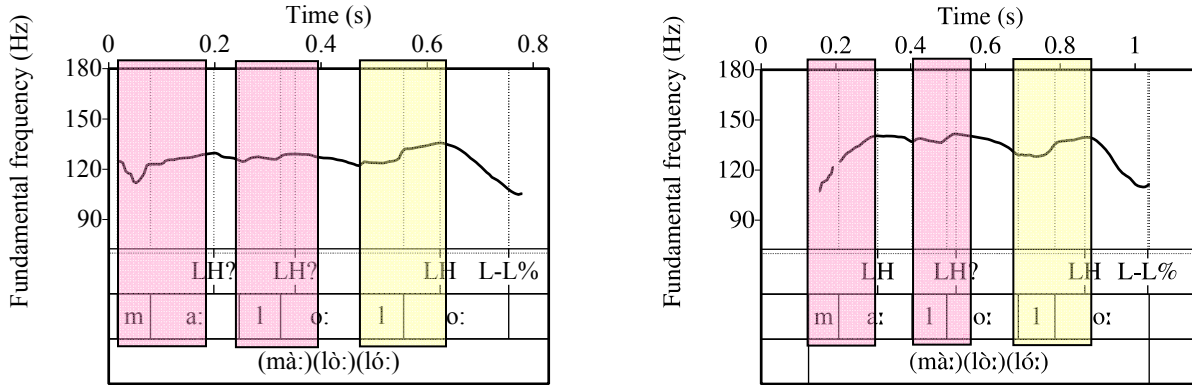 Time (s)
0 0.2 0.4 0.6 0.8
Fundamental frequency (Hz)
180
150
120
90
LH? LH? LH L-L%
m a: l o: l o:
(mà:)(lò:)(ló:)
Time (s)
0 0.2 0.4 0.6 0.8 1
Fundamental frequency (Hz)
180
150
120
90
LH LH? LH L-L%
m aː l oː l oː
(màː)(lòː)(lóː)